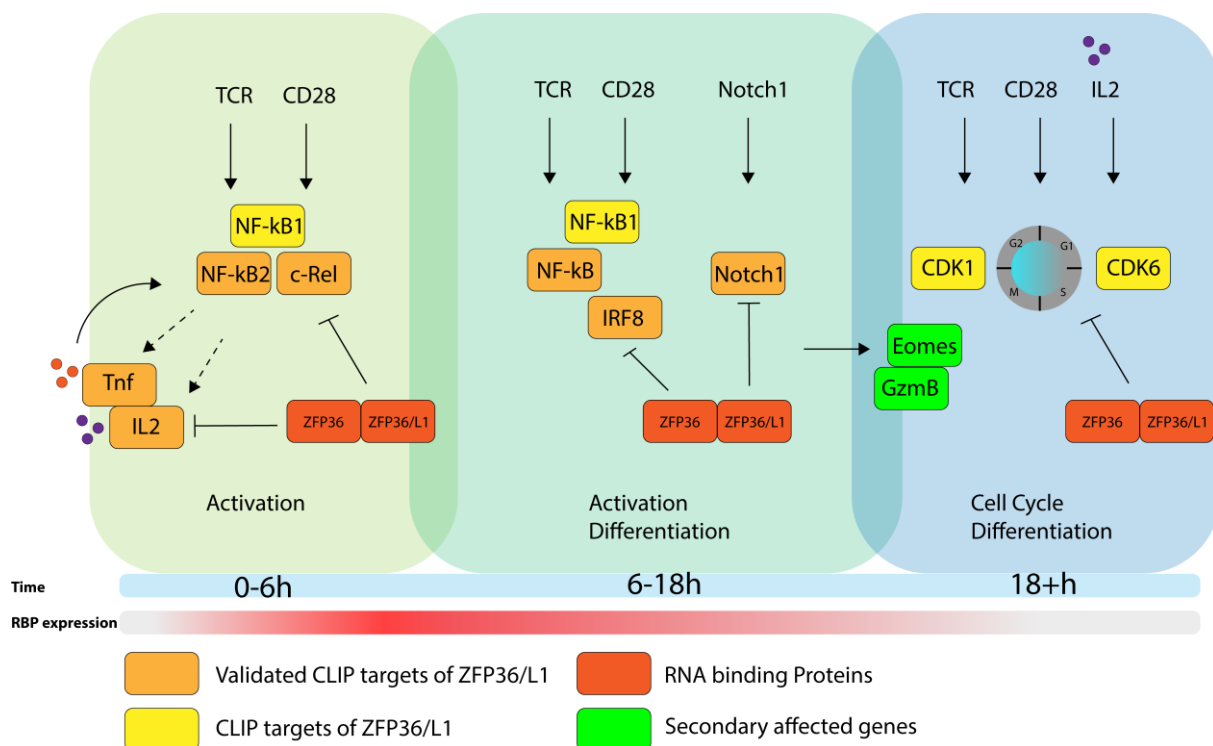 TCR CD28
NF-kB1
NF-kB2 c-Rel
Tnf
IL2
ZFP36 ZFP36/L1
Activation
TCR CD28 Notch1
NF-kB1
NF-kB Notch1
IRF8
ZFP36 ZFP36/L1
Activation
Differentiation
Eomes
GzmB
IL2
TCR CD28
CDK1 G2 G1 CDK6
M S
ZFP36 ZFP36/L1
Cell Cycle
Differentiation
Time 0-6h 6-18h 18+h
RBP expression
Validated CLIP targets of ZFP36/L1 RNA binding Proteins
CLIP targets of ZFP36/L1 Secondary affected genes